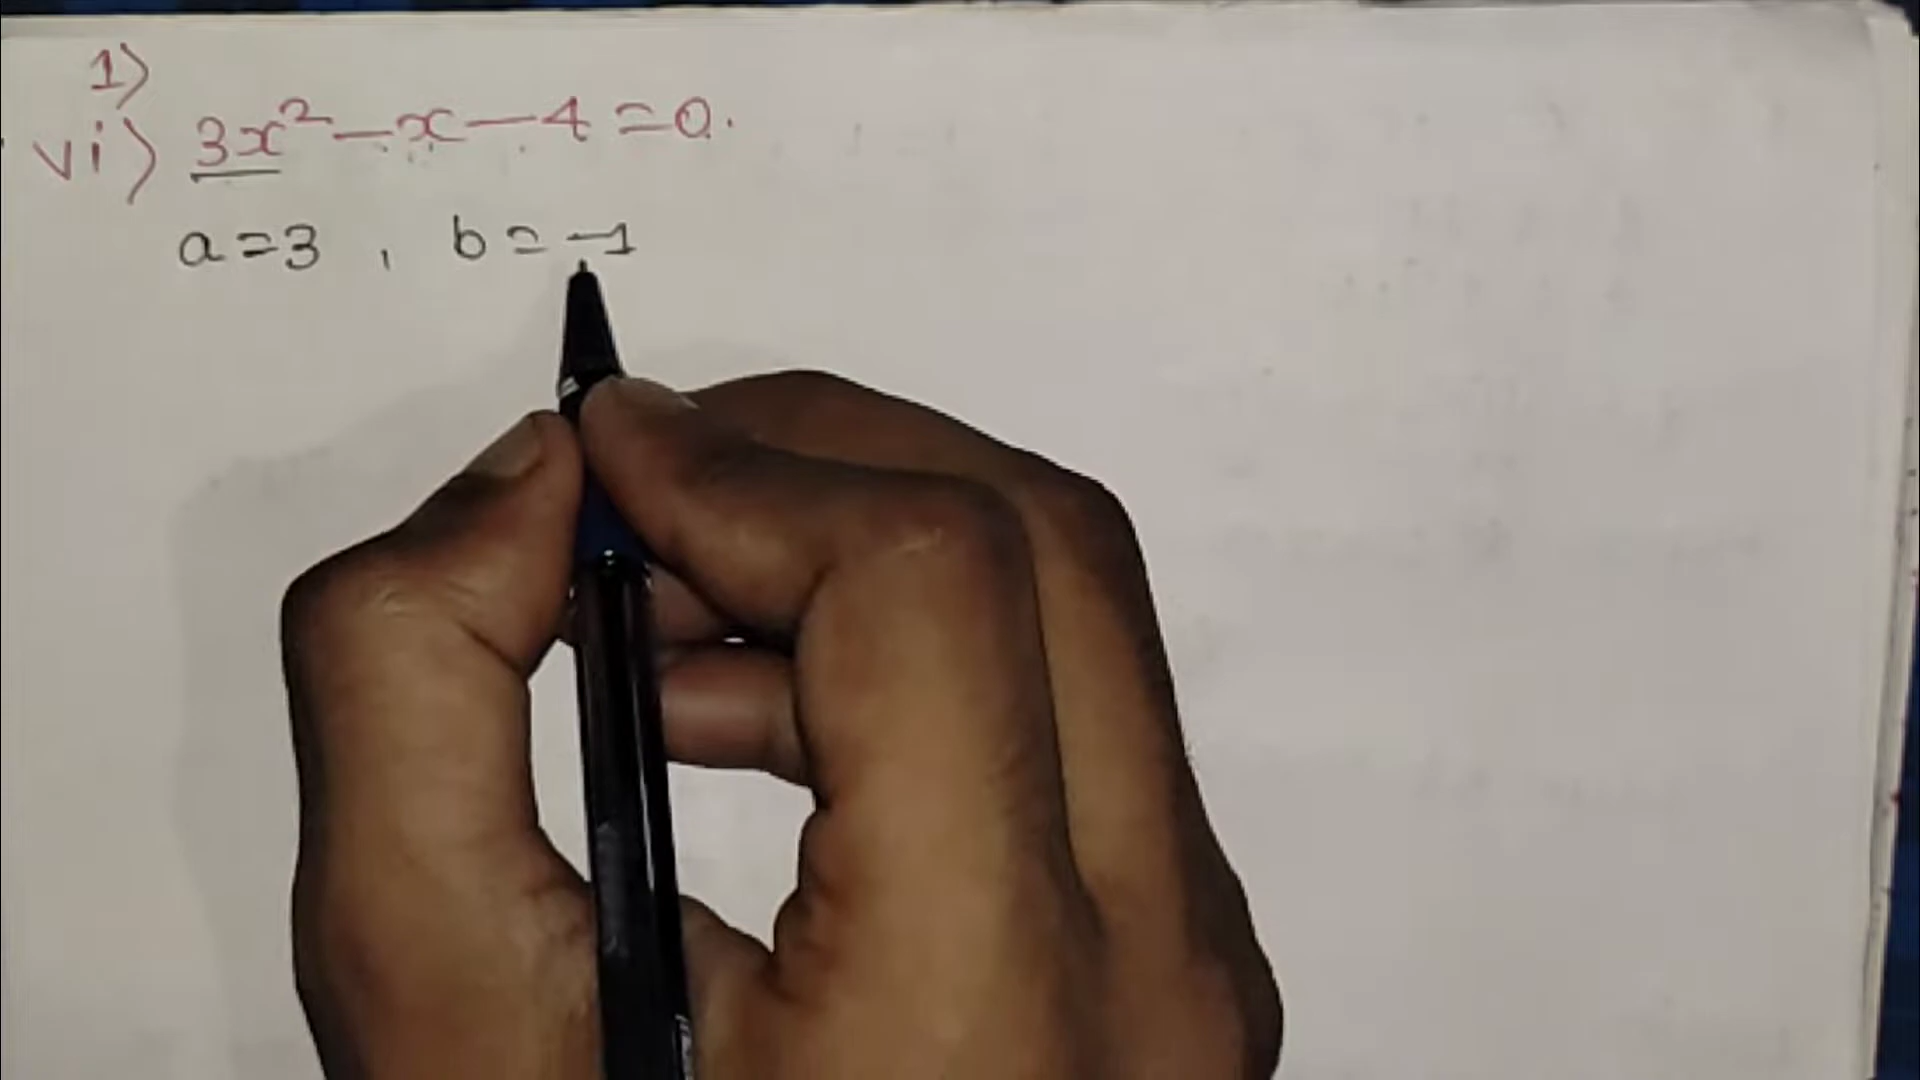 1)
vi) 3x² - x - 4 = 0.
a = 3 , b = -1